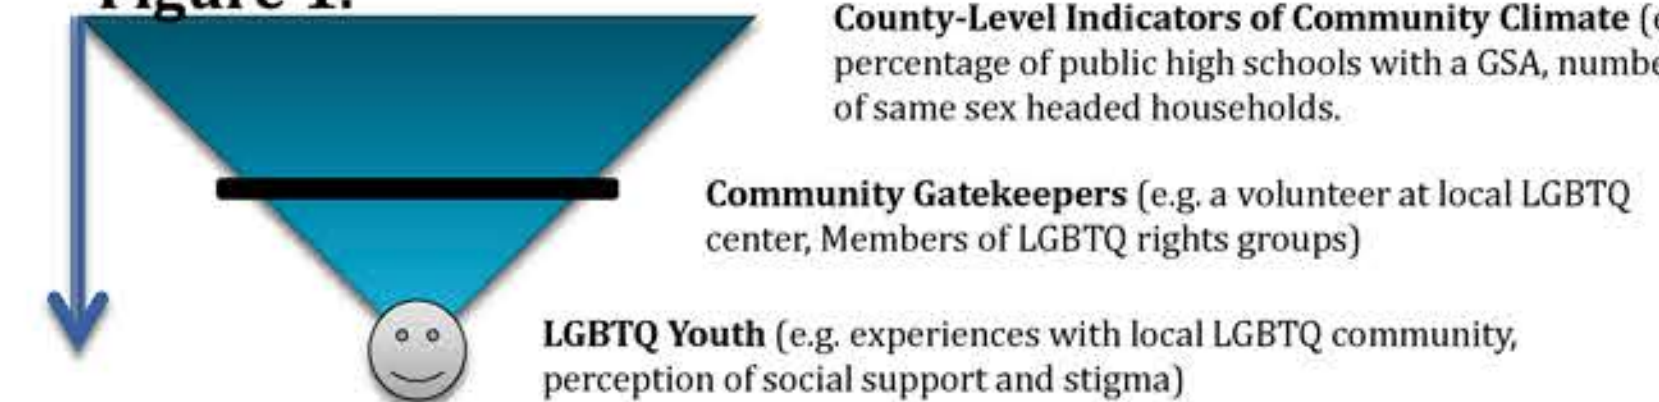 Figure 1.
County-Level Indicators of Community Climate (
percentage of public high schools with a GSA, numbe
of same sex headed households.
Community Gatekeepers (e.g. a volunteer at local LGBTQ
center, Members of LGBTQ rights groups)
LGBTQ Youth (e.g. experiences with local LGBTQ community,
perception of social support and stigma)